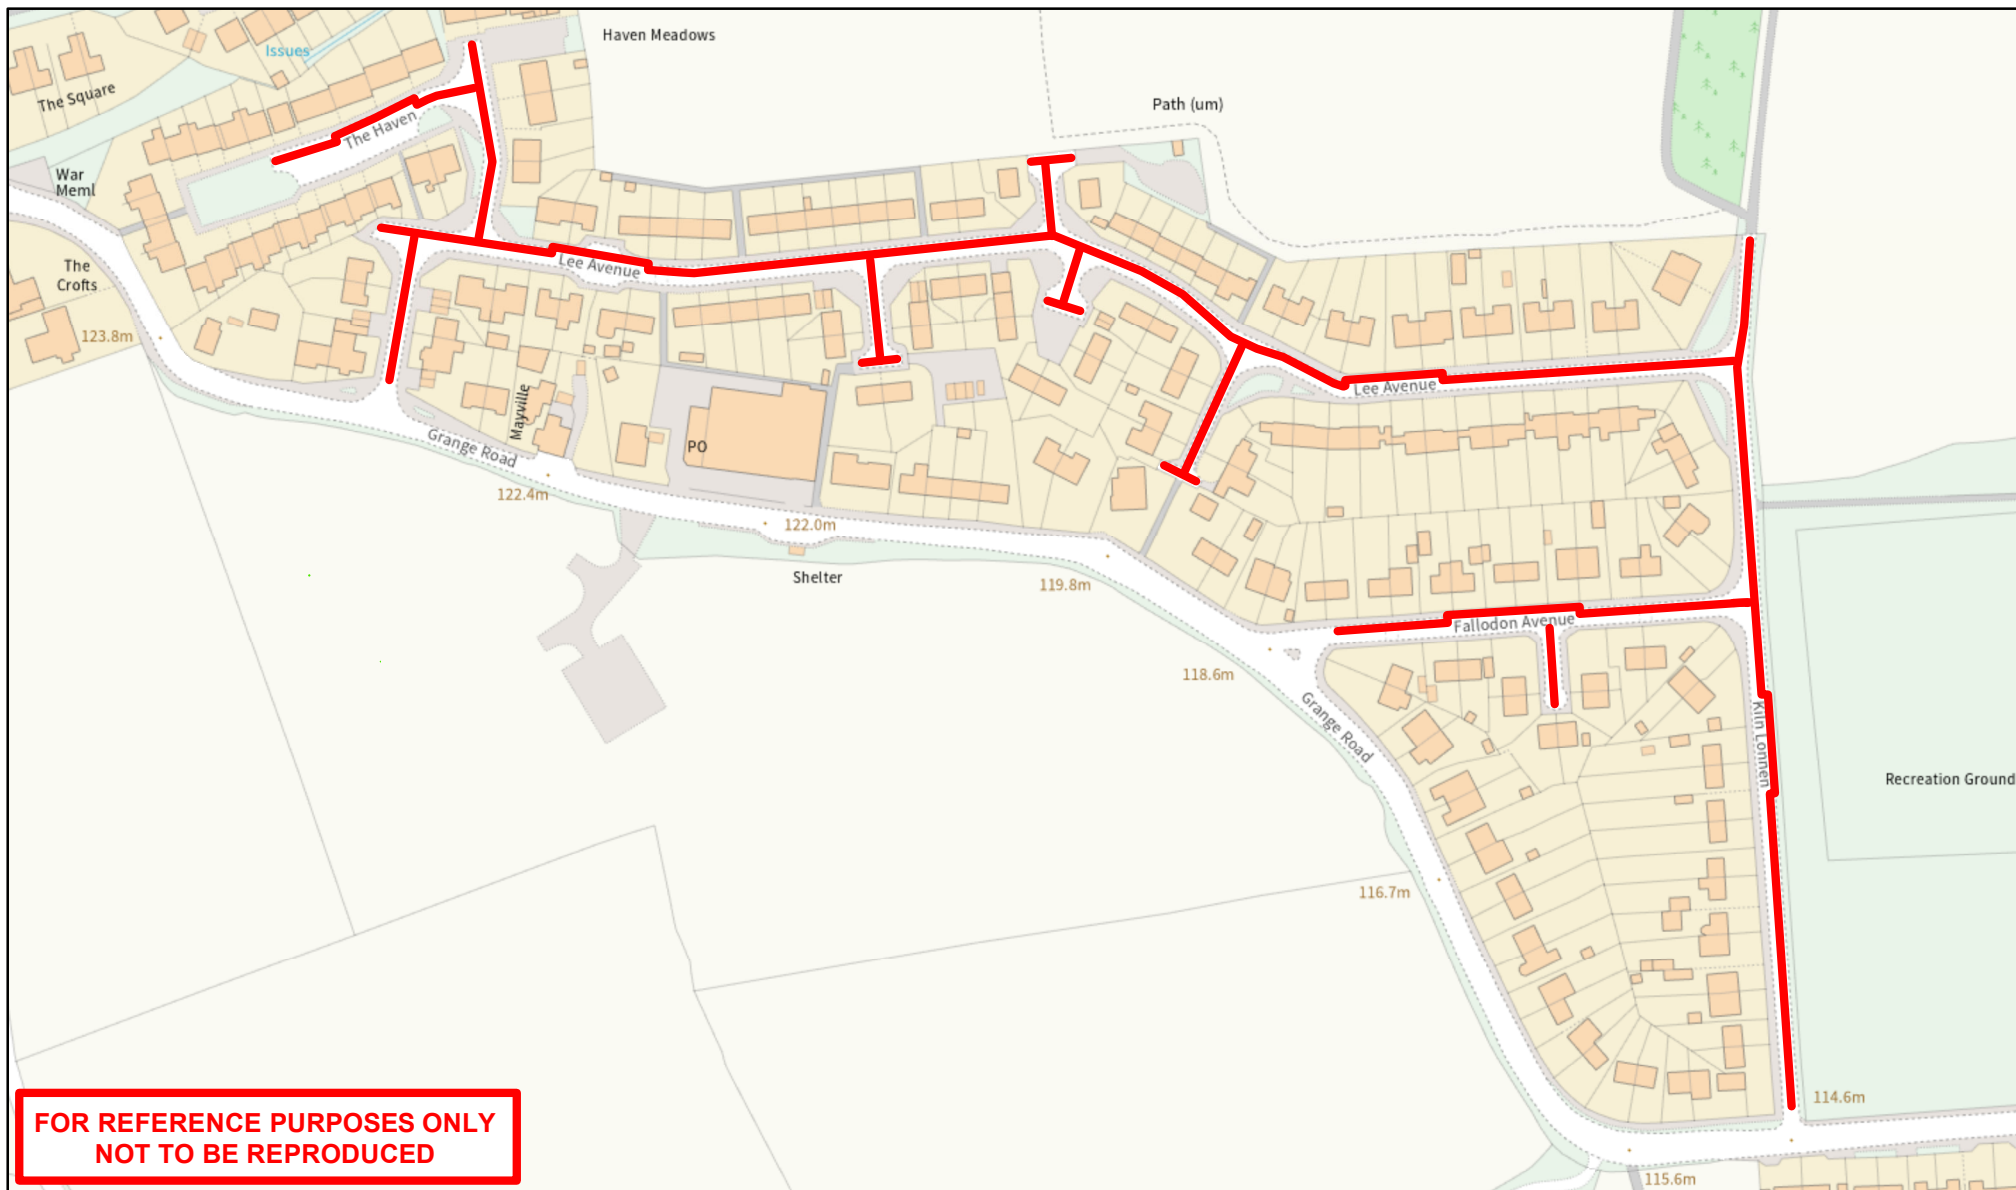 Haven Meadows
Issues
The Square
Path (um)
The Haven
War
Meml
Lee Avenue
The
Crofts
123.8m
Mayville
Lee Avenue
PO
Grange Road
122.4m
122.0m
Shelter
119.8m
Fallodon Avenue
118.6m
Grange Road
Kiln Lonnen
Recreation Ground
116.7m
114.6m
FOR REFERENCE PURPOSES ONLY
NOT TO BE REPRODUCED
115.6m